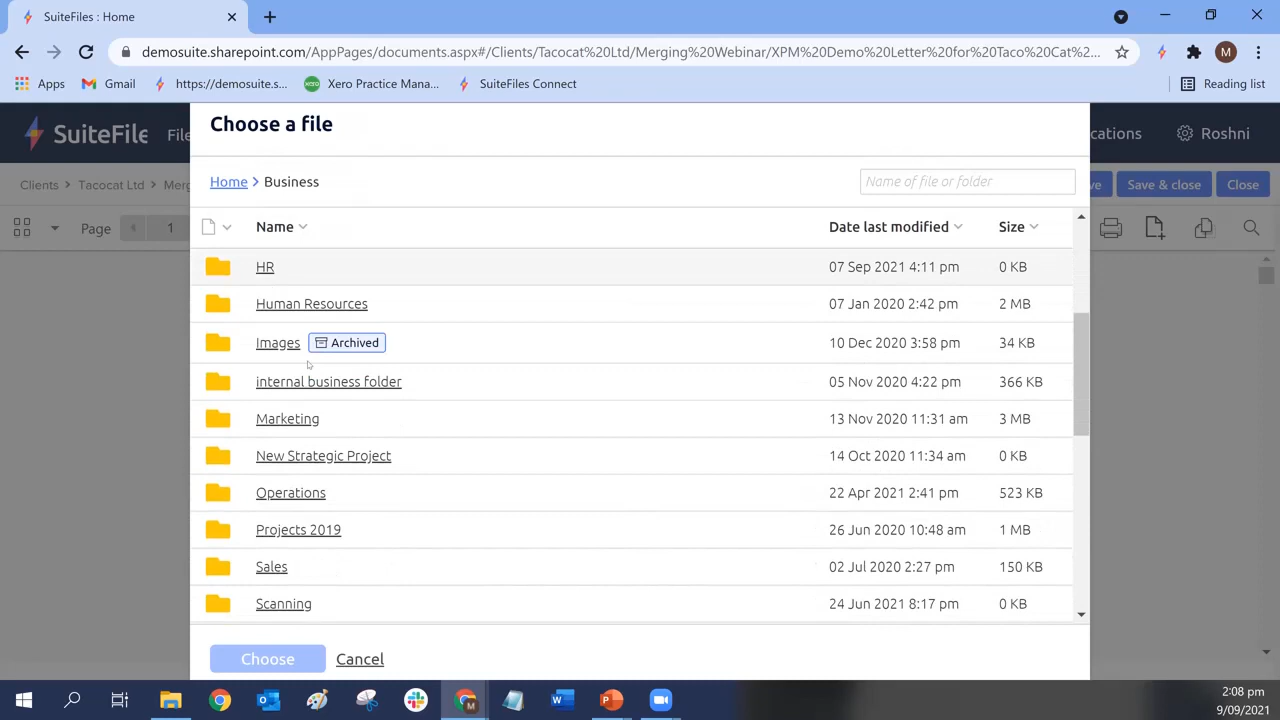 SuiteFiles : Home
demosuite.sharepoint.com/AppPages/documents.aspx#/Clients/Tacocat%20Ltd/Merging%20Webinar/XPM%20Demo%20Letter%20for%20Taco%20Cat%2...
M
Apps Gmail https://demosuite.s... Xero Practice Mana... SuiteFiles Connect Reading list
Choose a file
SuiteFile File cations Roshni
Home > Business Name of file or folder
Clients > Tacocat Ltd > Mer ve Save & close Close
Page 1
Name Date last modified Size
HR 07 Sep 2021 4:11 pm 0 KB
Human Resources 07 Jan 2020 2:42 pm 2 MB
Images Archived 10 Dec 2020 3:58 pm 34 KB
internal business folder 05 Nov 2020 4:22 pm 366 KB
Marketing 13 Nov 2020 11:31 am 3 MB
New Strategic Project 14 Oct 2020 11:34 am 0 KB
Operations 22 Apr 2021 2:41 pm 523 KB
Projects 2019 26 Jun 2020 10:48 am 1 MB
Sales 02 Jul 2020 2:27 pm 150 KB
Scanning 24 Jun 2021 8:17 pm 0 KB
Choose Cancel
2:08 pm
9/09/2021